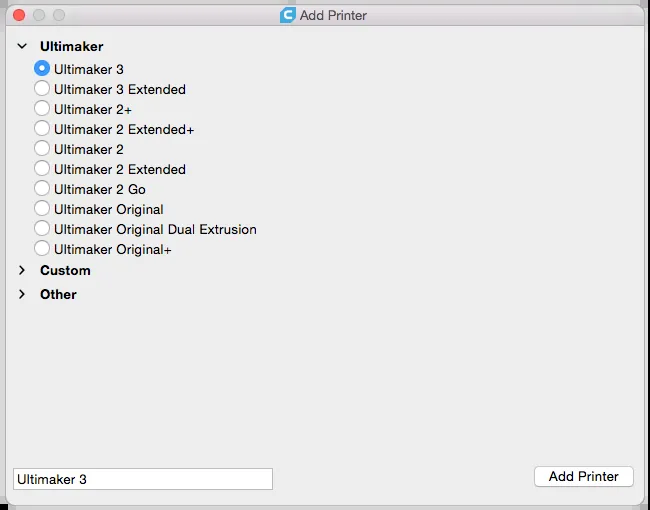 Add Printer
Ultimaker
Ultimaker 3
Ultimaker 3 Extended
Ultimaker 2+
Ultimaker 2 Extended+
Ultimaker 2
Ultimaker 2 Extended
Ultimaker 2 Go
Ultimaker Original
Ultimaker Original Dual Extrusion
Ultimaker Original+
Custom
Other
Ultimaker 3
Add Printer